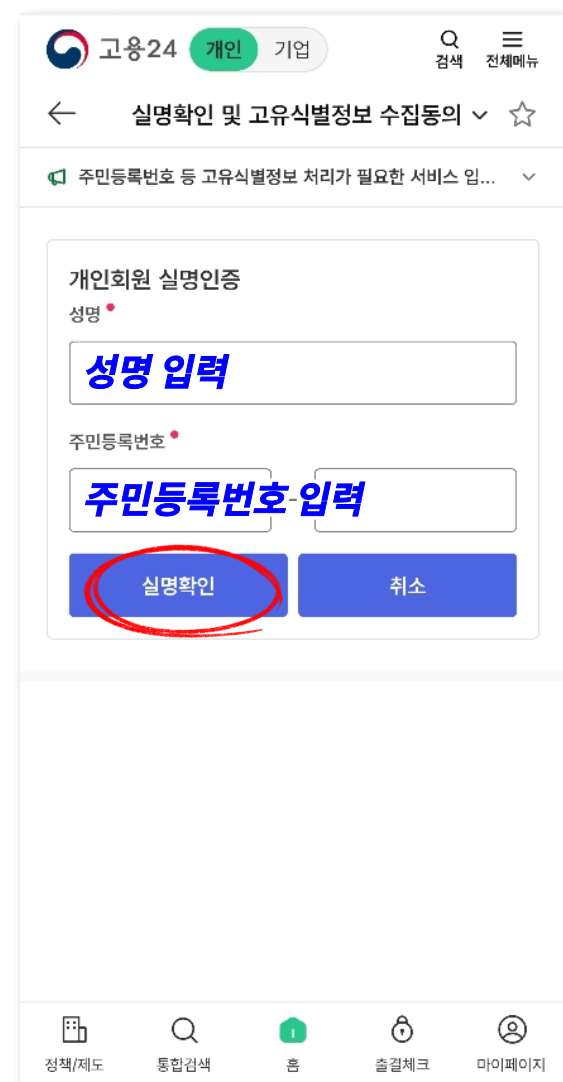 고용24 개인 기업 검색 전체메뉴
실명확인 및 고유식별정보 수집동의
주민등록번호 등 고유식별정보 처리가 필요한 서비스 입...
개인회원 실명인증
성명
성명 입력
주민등록번호
주민등록번호-입력
실명확인 취소
정책/제도 통합검색 홈 출결체크 마이페이지